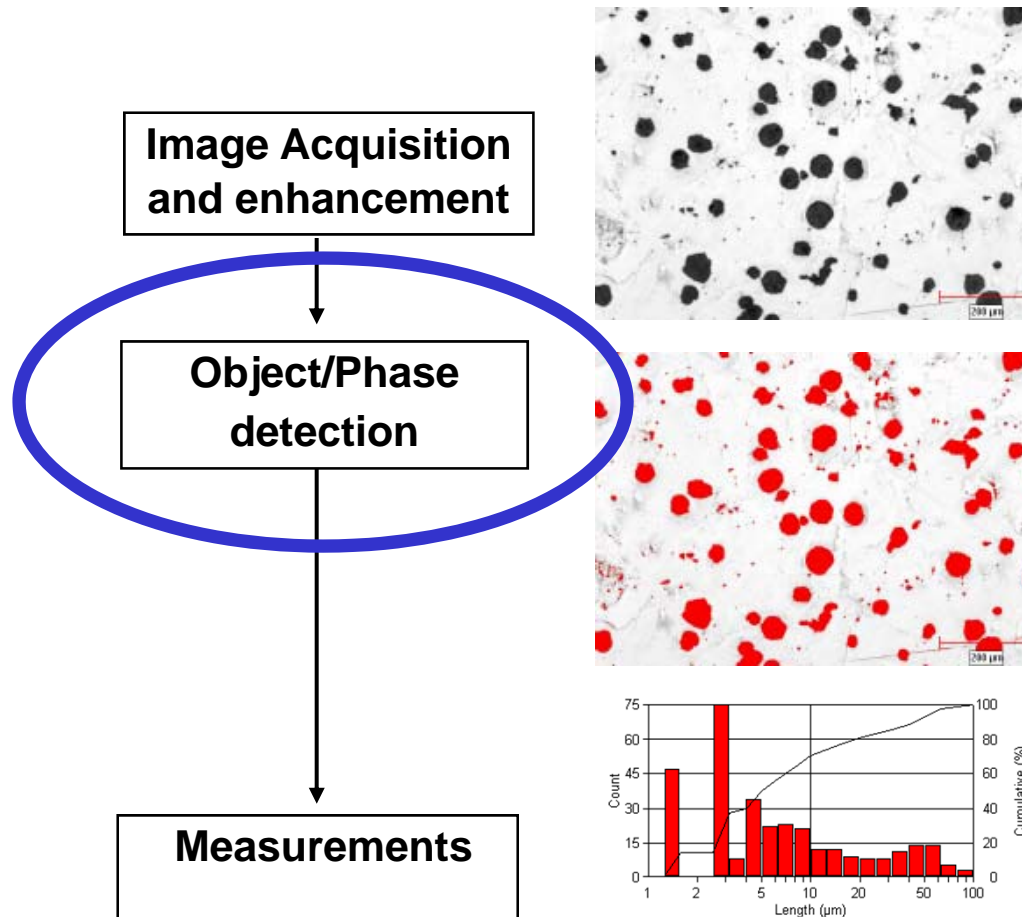 Image Acquisition
and enhancement
Object/Phase
detection
Measurements
200 µm
200 µm
75
60
45
30
15
0
Count
100
80
60
40
20
0
Cumulative (%)
1 2 5 10 20 50 100
Length (µm)